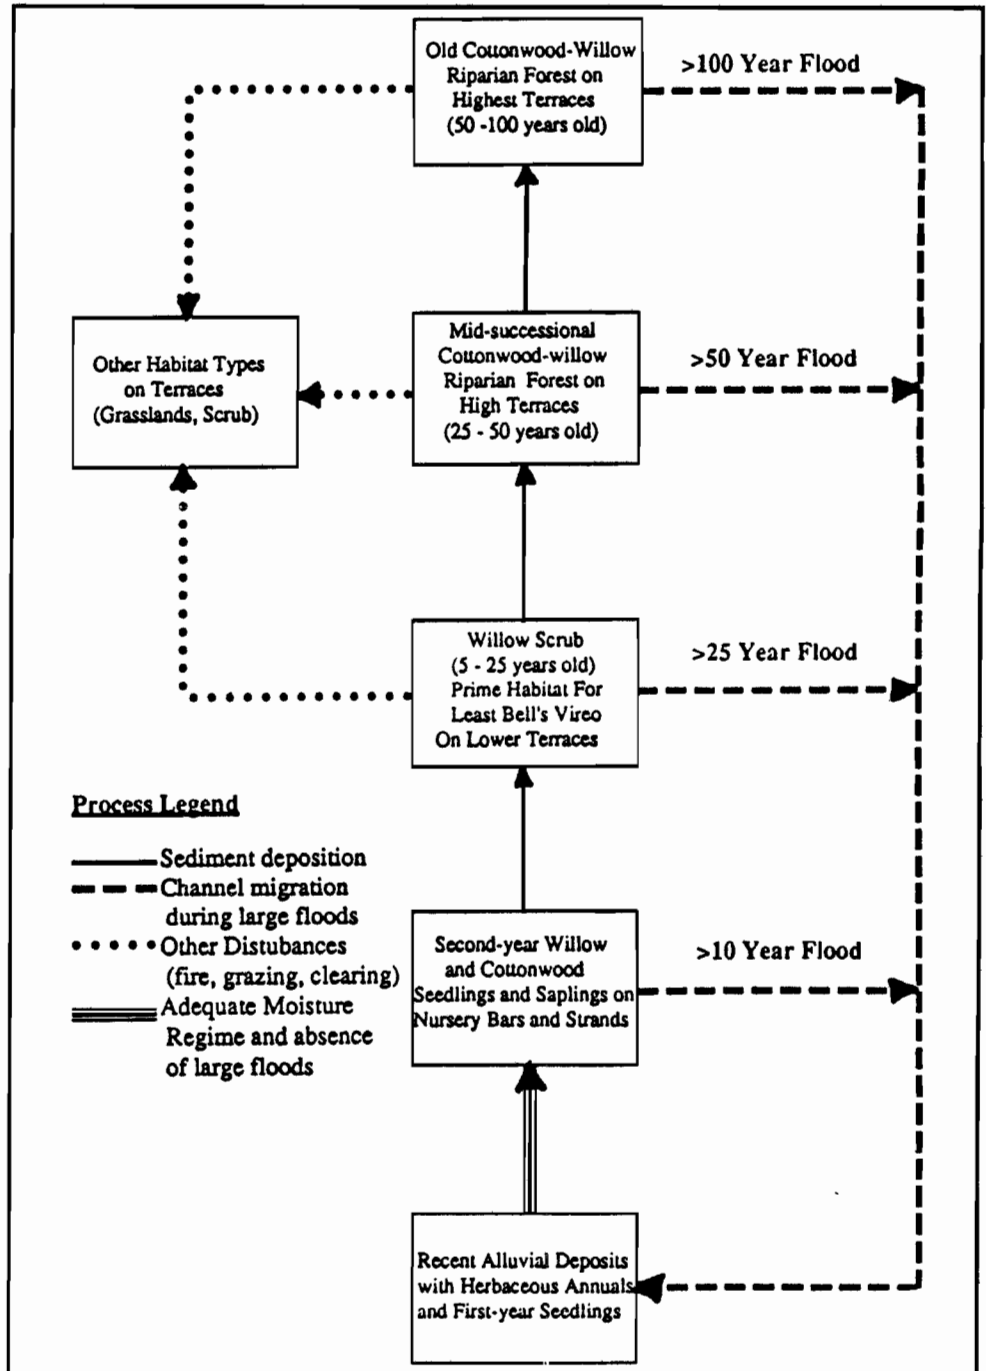 Old Cottonwood-Willow
Riparian Forest on
Highest Terraces
(50 -100 years old)
>100 Year Flood
Mid-successional
Cottonwood-willow
Riparian Forest on
High Terraces
(25 - 50 years old)
>50 Year Flood
Other Habitat Types
on Terraces
(Grasslands, Scrub)
Willow Scrub
(5 - 25 years old)
Prime Habitat For
Least Bell's Vireo
On Lower Terraces
>25 Year Flood
Process Legend
Sediment deposition
Channel migration
during large floods
Other Distubances
(fire, grazing, clearing)
Adequate Moisture
Regime and absence
of large floods
Second-year Willow
and Cottonwood
Seedlings and Saplings on
Nursery Bars and Strands
>10 Year Flood
Recent Alluvial Deposits
with Herbaceous Annuals
and First-year Seedlings